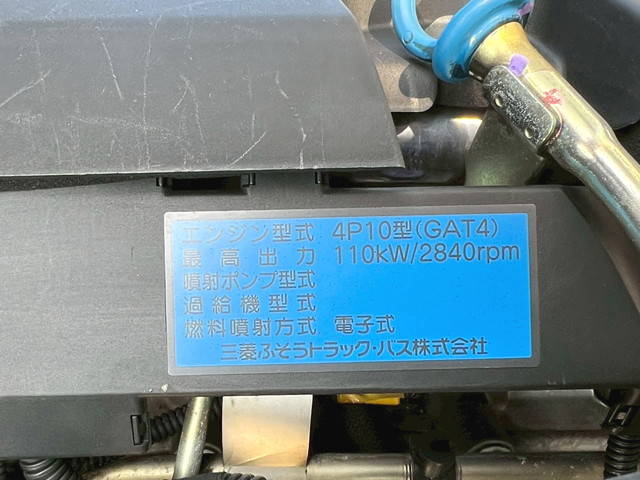 エンジン型式 4P10型(GAT4)
最高出力 110kW/2840rpm
噴射ポンプ型式
過給機型式
燃料噴射方式 電子式
三菱ふそうトラック・バス株式会社